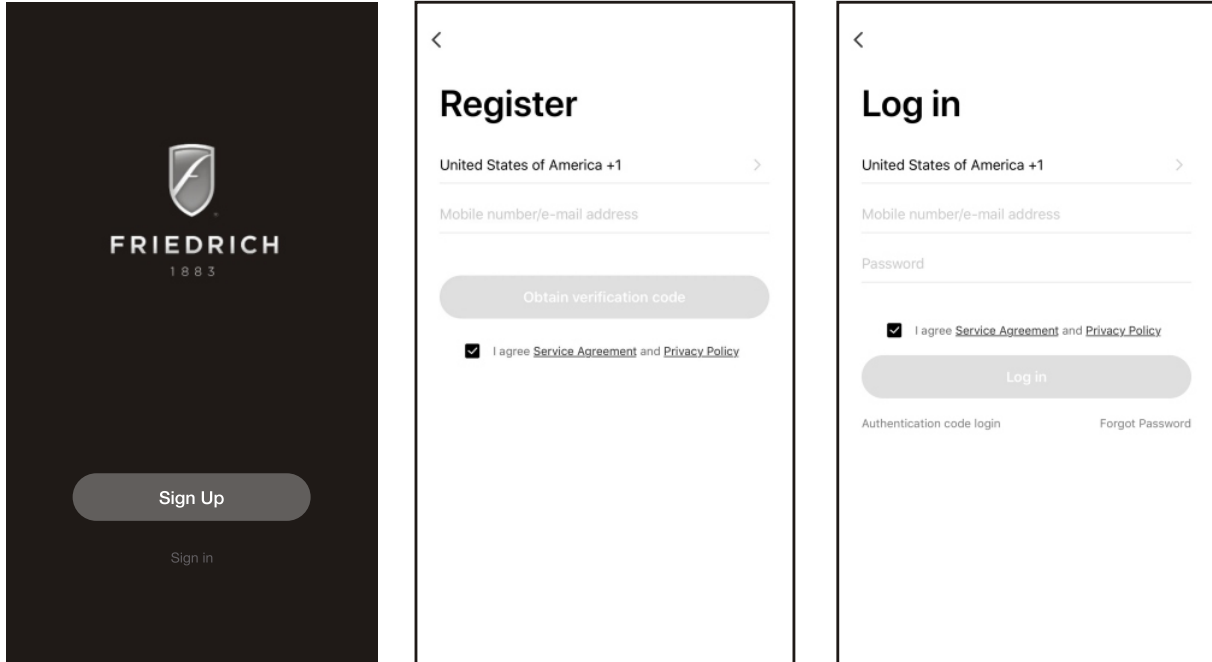 FRIEDRICH
1883
Sign Up
Sign in
Register
United States of America +1
Mobile number/e-mail address
Obtain verification code
I agree Service Agreement and Privacy Policy
Log in
United States of America +1
Mobile number/e-mail address
Password
I agree Service Agreement and Privacy Policy
Log in
Authentication code login
Forgot Password